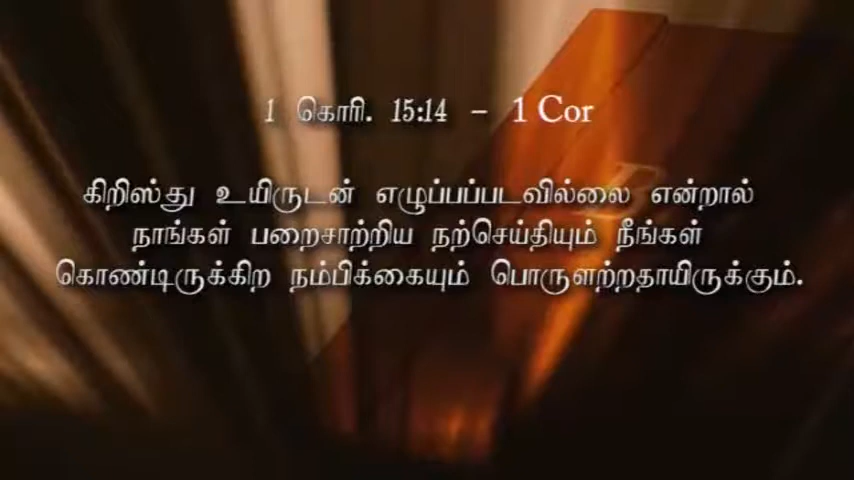 1 கொரி. 15:14 - 1 Cor
கிறிஸ்து உயிருடன் எழுப்பப்படவில்லை என்றால்
நாங்கள் பறைசாற்றிய நற்செய்தியும் நீங்கள்
கொண்டிருக்கிற நம்பிக்கையும் பொருளற்றதாயிருக்கும்.